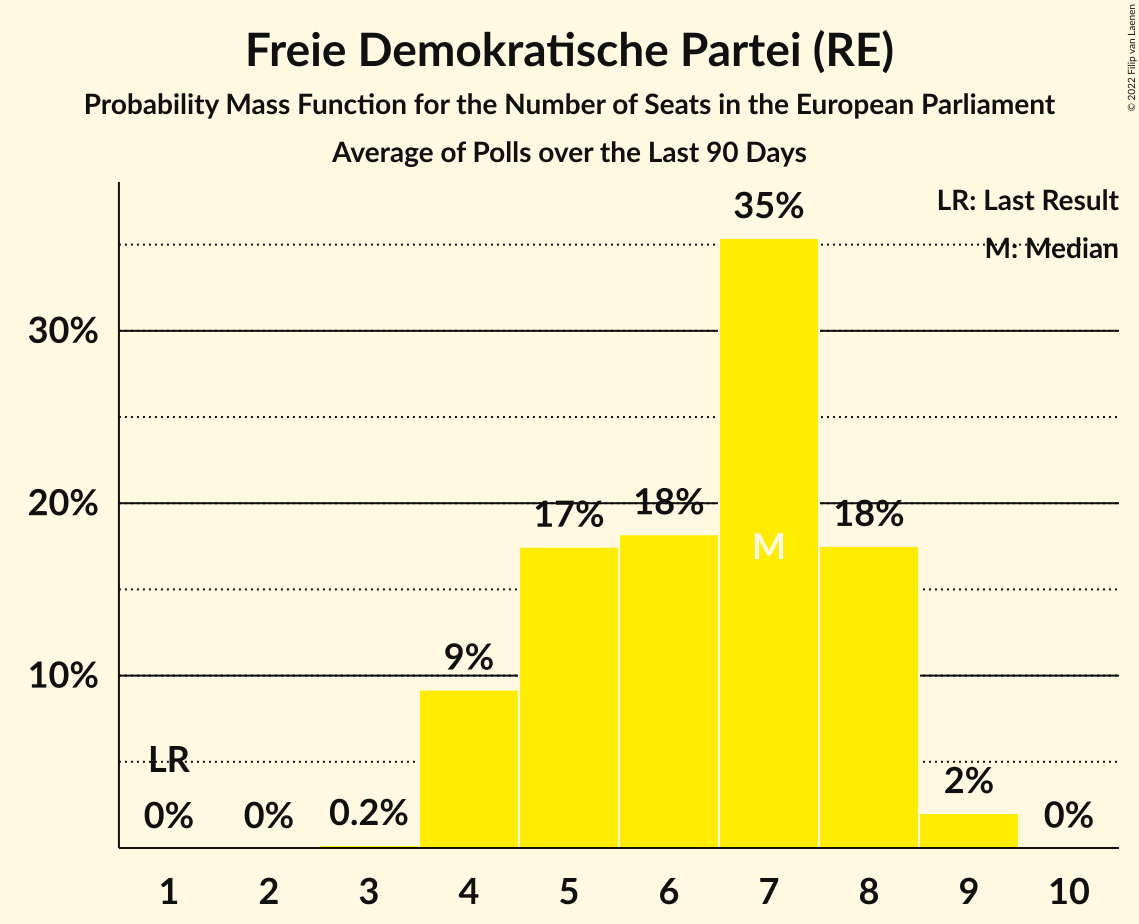 Freie Demokratische Partei (RE)
Probability Mass Function for the Number of Seats in the European Parliament
Average of Polls over the Last 90 Days
© 2022 Filip van Laenen
LR: Last Result
M: Median
35%
30%
20%
17%
18%
18%
M
10%
9%
LR
0%
0%
0.2%
2%
0%
1 2 3 4 5 6 7 8 9 10